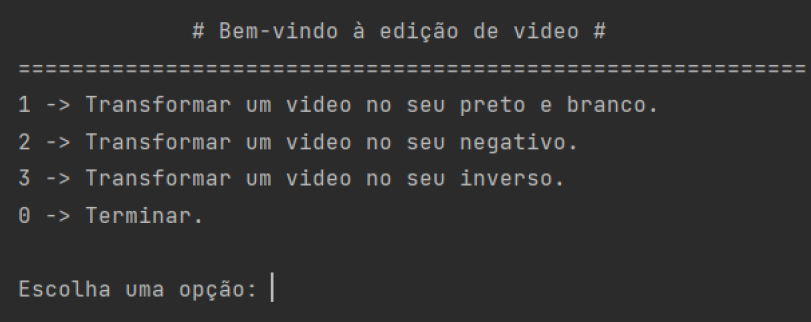 # Bem-vindo à edição de video #
===========================================================
1 -> Transformar um video no seu preto e branco.
2 -> Transformar um video no seu negativo.
3 -> Transformar um video no seu inverso.
0 -> Terminar.
Escolha uma opção: